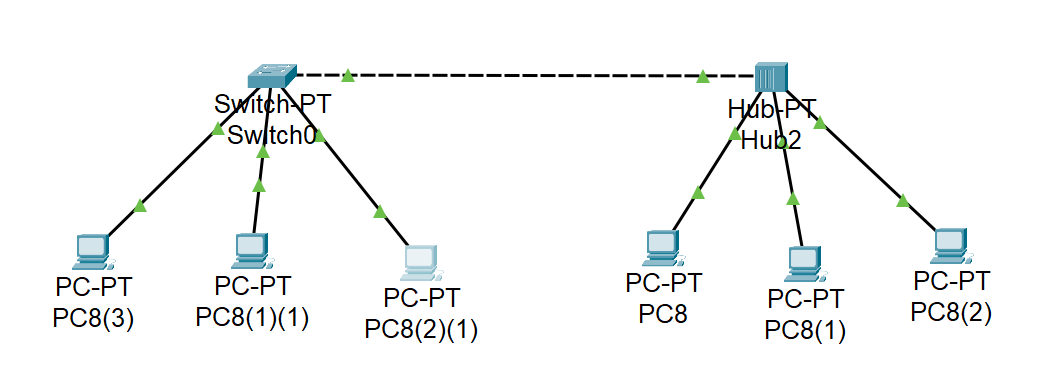 Switch-PT
Switch0
Hub-PT
Hub2
PC-PT
PC8(3)
PC-PT
PC8(1)(1)
PC-PT
PC8(2)(1)
PC-PT
PC8
PC-PT
PC8(1)
PC-PT
PC8(2)